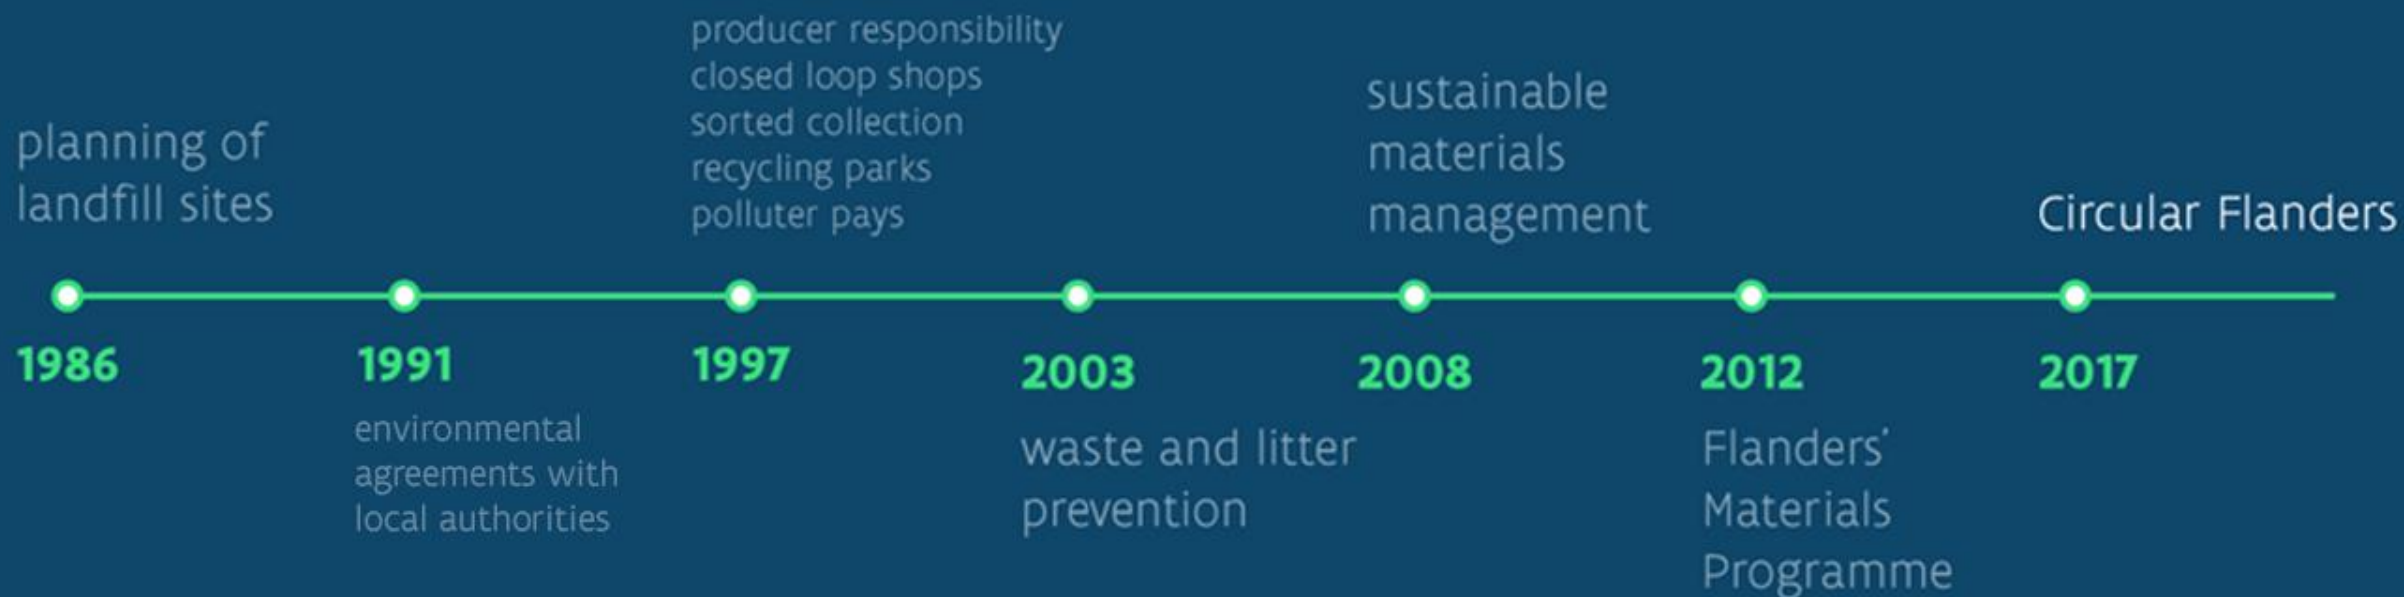 planning of
landfill sites
1986
1991
environmental
agreements with
local authorities
producer responsibility
closed loop shops
sorted collection
recycling parks
polluter pays
1997
2003
waste and litter
prevention
sustainable
materials
management
2008
2012
Flanders'
Materials
Programme
Circular Flanders
2017